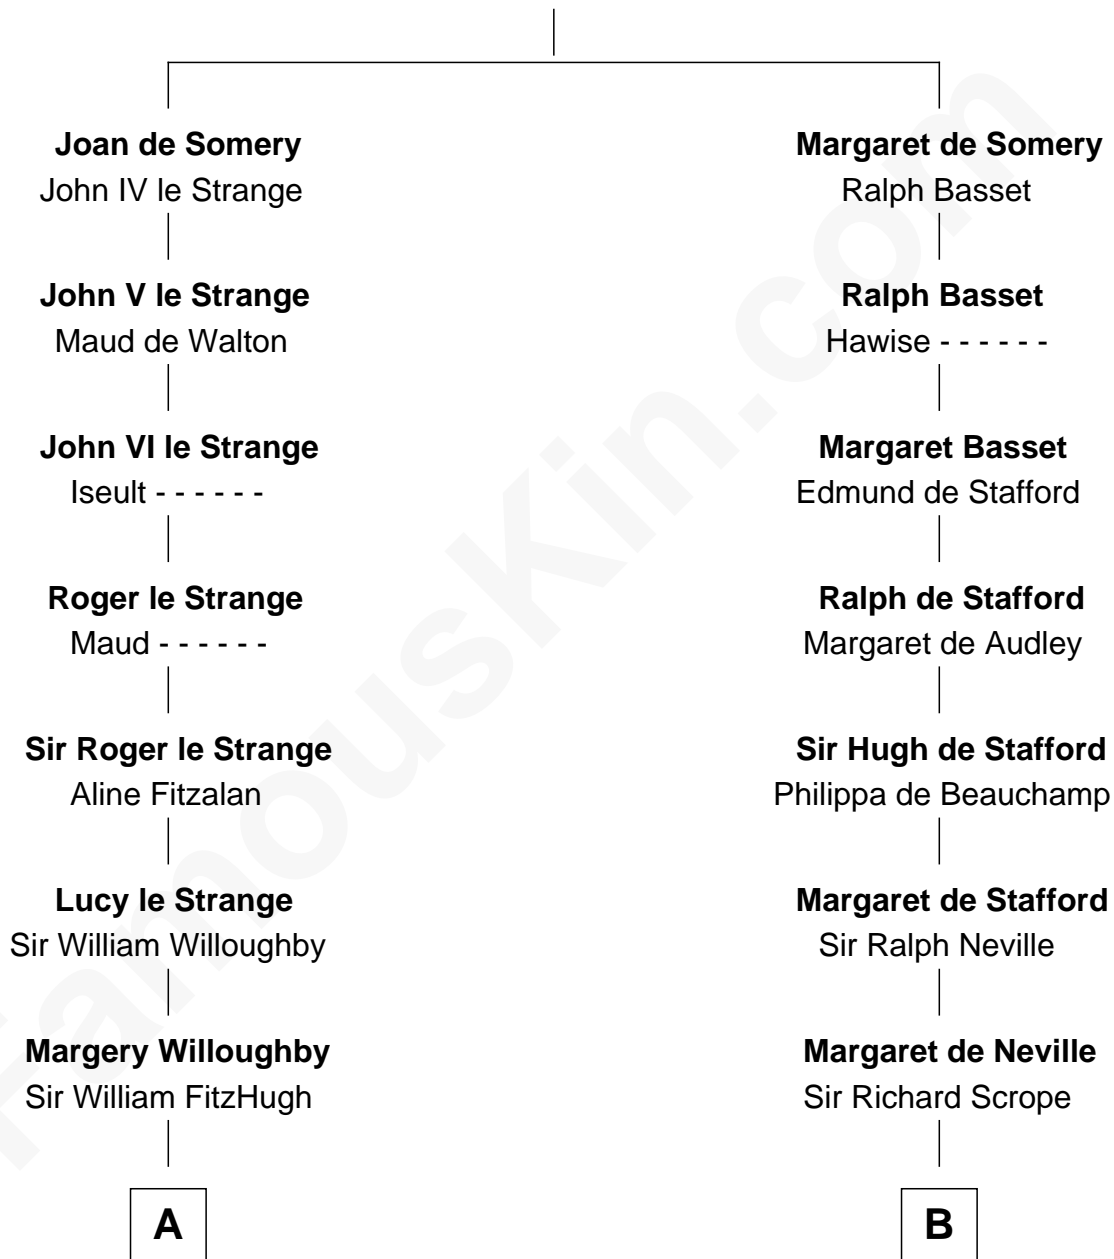 Joan de Somery
John IV le Strange
John V le Strange
Maud de Walton
John VI le Strange
Iseult - - - - - -
Roger le Strange
Maud - - - - - -
Sir Roger le Strange
Aline Fitzalan
Lucy le Strange
Sir William Willoughby
Margery Willoughby
Sir William FitzHugh
A
Margaret de Somery
Ralph Basset
Ralph Basset
Hawise - - - - - -
Margaret Basset
Edmund de Stafford
Ralph de Stafford
Margaret de Audley
Sir Hugh de Stafford
Philippa de Beauchamp
Margaret de Stafford
Sir Ralph Neville
Margaret de Neville
Sir Richard Scrope
B
FamousKin.com